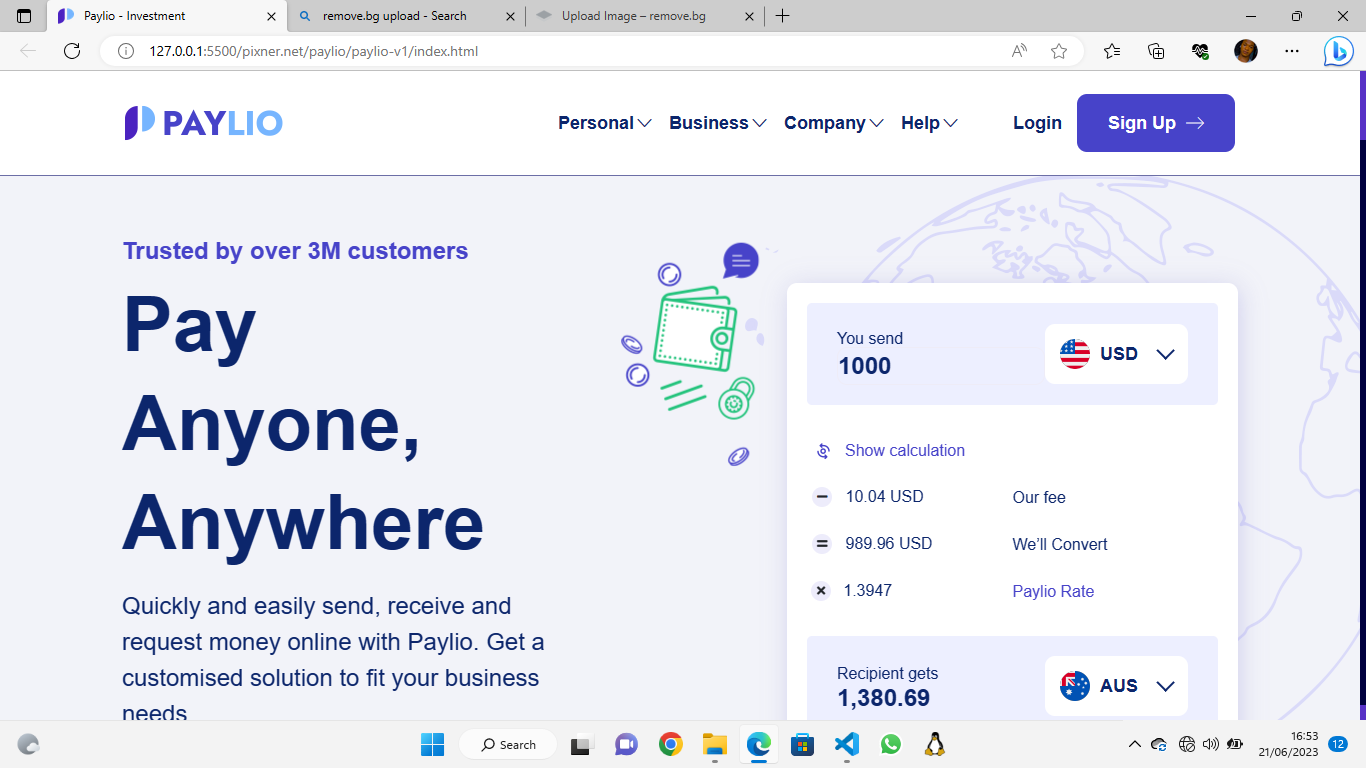 Paylio - Investment
remove.bg upload - Search
Upload Image – remove.bg
127.0.0.1:5500/pixner.net/paylio/paylio-v1/index.html
PAYLIO
Personal
Business
Company
Help
Login
Sign Up
Trusted by over 3M customers
Pay
Anyone,
Anywhere
Quickly and easily send, receive and
request money online with Paylio. Get a
customised solution to fit your business
needs
You send
1000
USD
Show calculation
10.04 USD
Our fee
989.96 USD
We’ll Convert
1.3947
Paylio Rate
Recipient gets
1,380.69
AUS
Search
16:53
21/06/2023
12